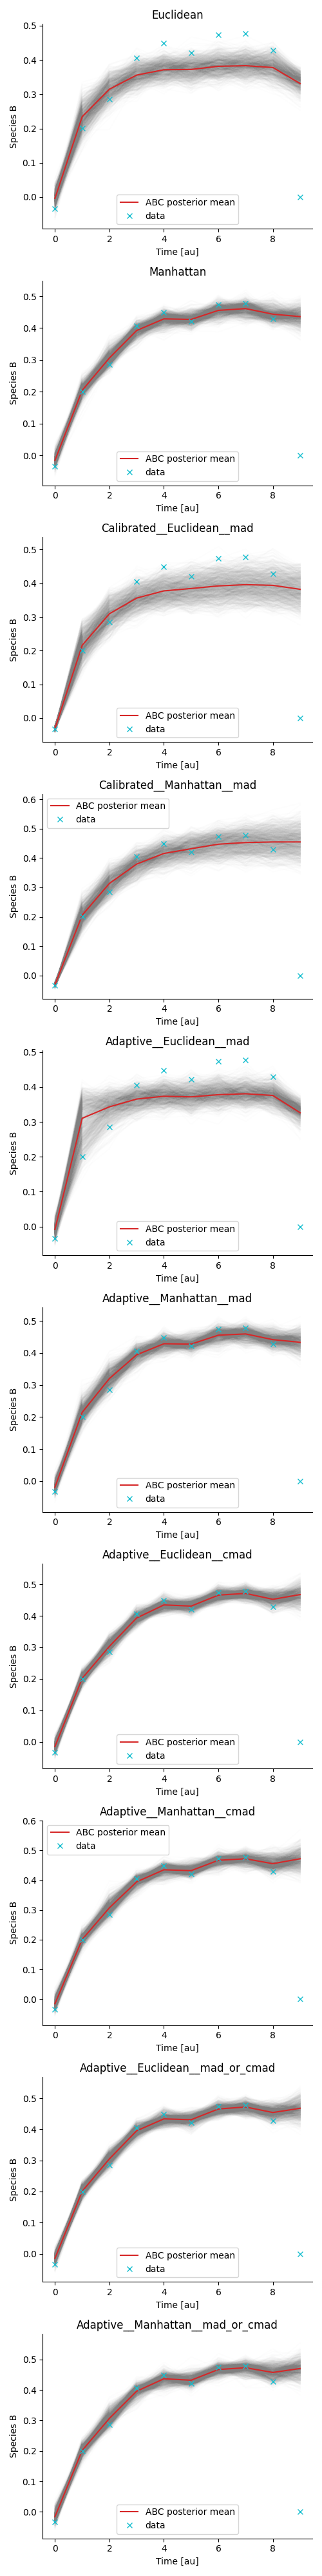 Euclidean
0.5
0.4
0.3
0.2
0.1
0.0
Species B
ABC posterior mean
data
0 2 4 6 8
Time [au]
Manhattan
0.5
0.4
0.3
0.2
0.1
0.0
Species B
ABC posterior mean
data
0 2 4 6 8
Time [au]
Calibrated__Euclidean__mad
0.5
0.4
0.3
0.2
0.1
0.0
Species B
ABC posterior mean
data
0 2 4 6 8
Time [au]
Calibrated__Manhattan__mad
0.6
0.5
0.4
0.3
0.2
0.1
0.0
Species B
ABC posterior mean
data
0 2 4 6 8
Time [au]
Adaptive__Euclidean__mad
0.5
0.4
0.3
0.2
0.1
0.0
Species B
ABC posterior mean
data
0 2 4 6 8
Time [au]
Adaptive__Manhattan__mad
0.5
0.4
0.3
0.2
0.1
0.0
Species B
ABC posterior mean
data
0 2 4 6 8
Time [au]
Adaptive__Euclidean__cmad
0.5
0.4
0.3
0.2
0.1
0.0
Species B
ABC posterior mean
data
0 2 4 6 8
Time [au]
Adaptive__Manhattan__cmad
0.6
0.5
0.4
0.3
0.2
0.1
0.0
Species B
ABC posterior mean
data
0 2 4 6 8
Time [au]
Adaptive__Euclidean__mad_or_cmad
0.5
0.4
0.3
0.2
0.1
0.0
Species B
ABC posterior mean
data
0 2 4 6 8
Time [au]
Adaptive__Manhattan__mad_or_cmad
0.5
0.4
0.3
0.2
0.1
0.0
Species B
ABC posterior mean
data
0 2 4 6 8
Time [au]